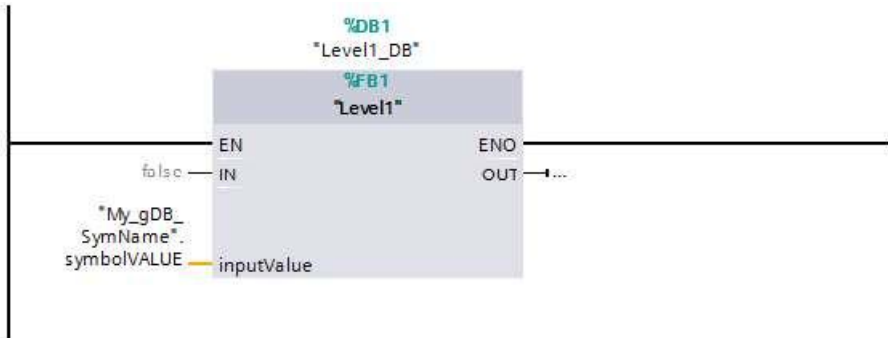 %DB1
"Level1_DB"
%FB1
"Level1"
EN ENO
false IN OUT ...
"My_gDB_
SymName".
symbolVALUE inputValue